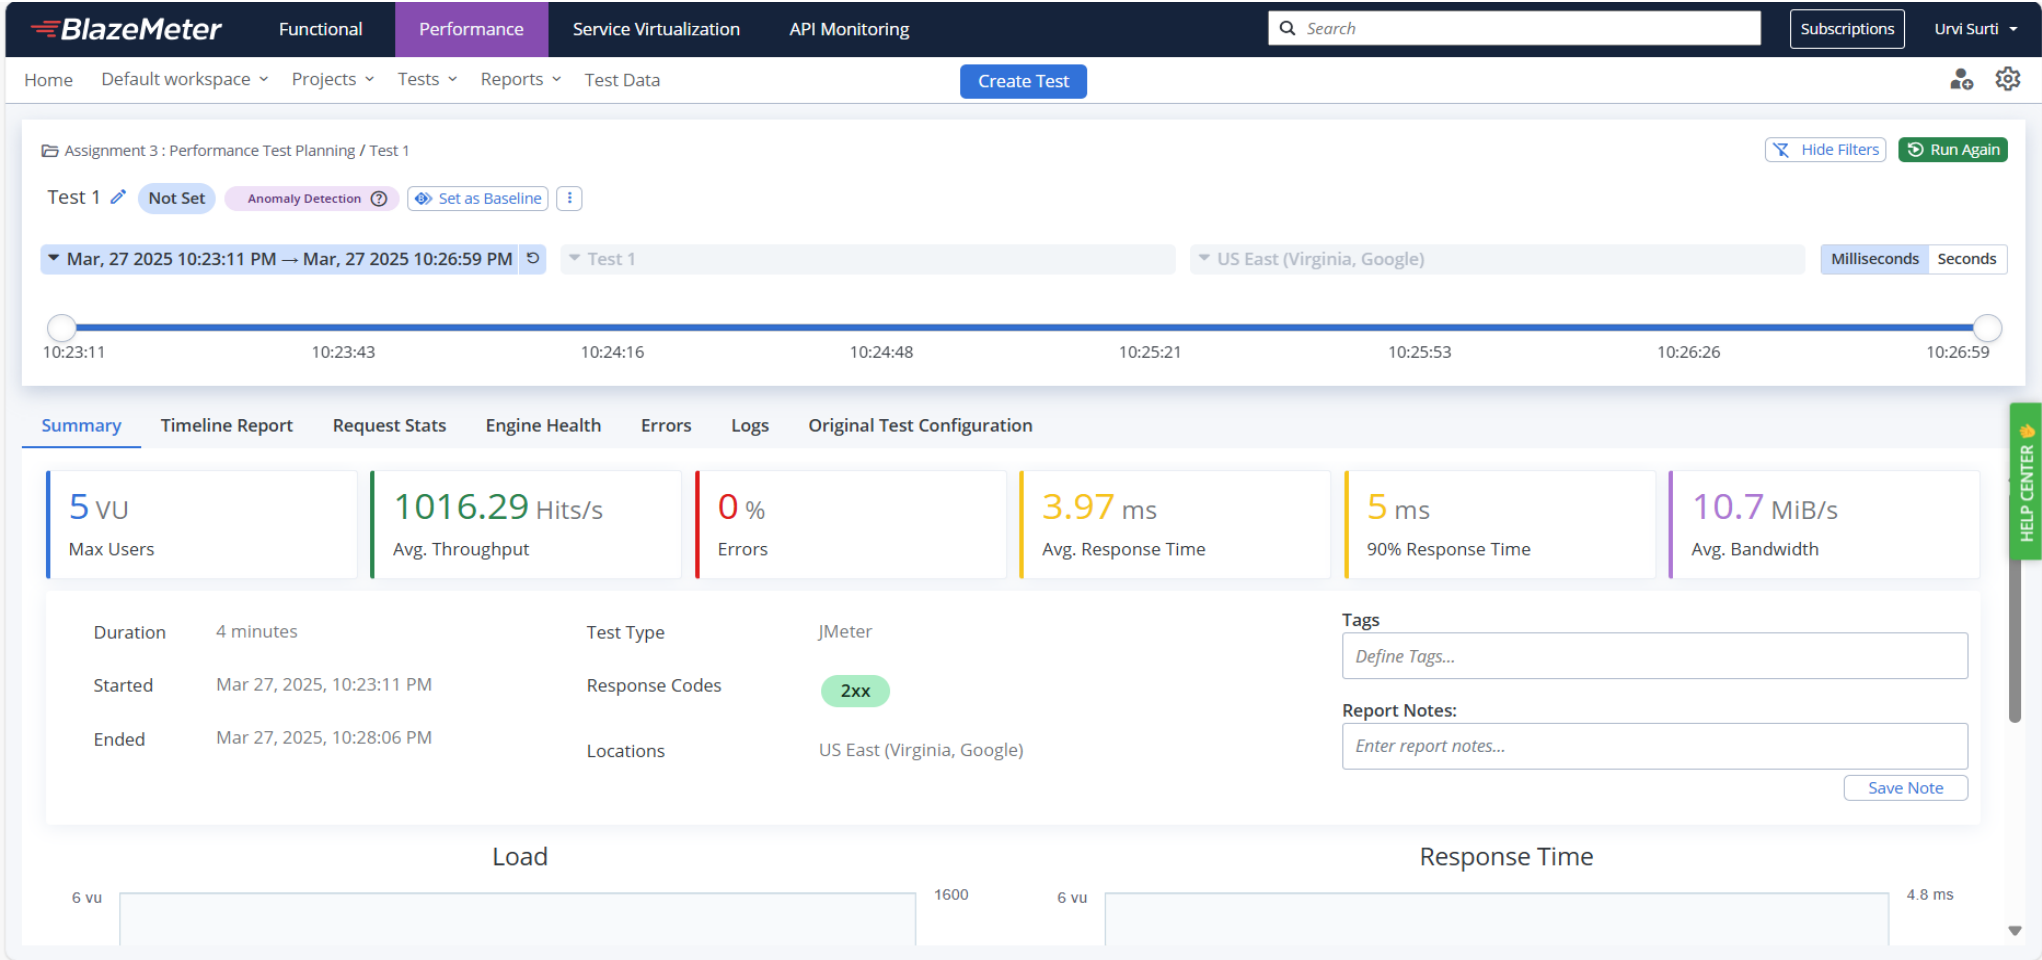 BlazeMeter Functional Performance Service Virtualization API Monitoring Search Subscriptions Urvi Surti
Home Default workspace Projects Tests Reports Test Data Create Test
Assignment 3 : Performance Test Planning / Test 1 Hide Filters Run Again
Test 1 Not Set Anomaly Detection ? Set as Baseline
Mar, 27 2025 10:23:11 PM → Mar, 27 2025 10:26:59 PM Test 1 US East (Virginia, Google) Milliseconds Seconds
10:23:11 10:23:43 10:24:16 10:24:48 10:25:21 10:25:53 10:26:26 10:26:59
Summary Timeline Report Request Stats Engine Health Errors Logs Original Test Configuration
HELP CENTER
5 VU 1016.29 Hits/s 0 % 3.97 ms 5 ms 10.7 MiB/s
Max Users Avg. Throughput Errors Avg. Response Time 90% Response Time Avg. Bandwidth
Duration 4 minutes Test Type JMeter Tags
Define Tags...
Started Mar 27, 2025, 10:23:11 PM Response Codes 2xx
Report Notes:
Ended Mar 27, 2025, 10:28:06 PM Locations US East (Virginia, Google) Enter report notes...
Save Note
Load Response Time
6 vu 1600 6 vu 4.8 ms